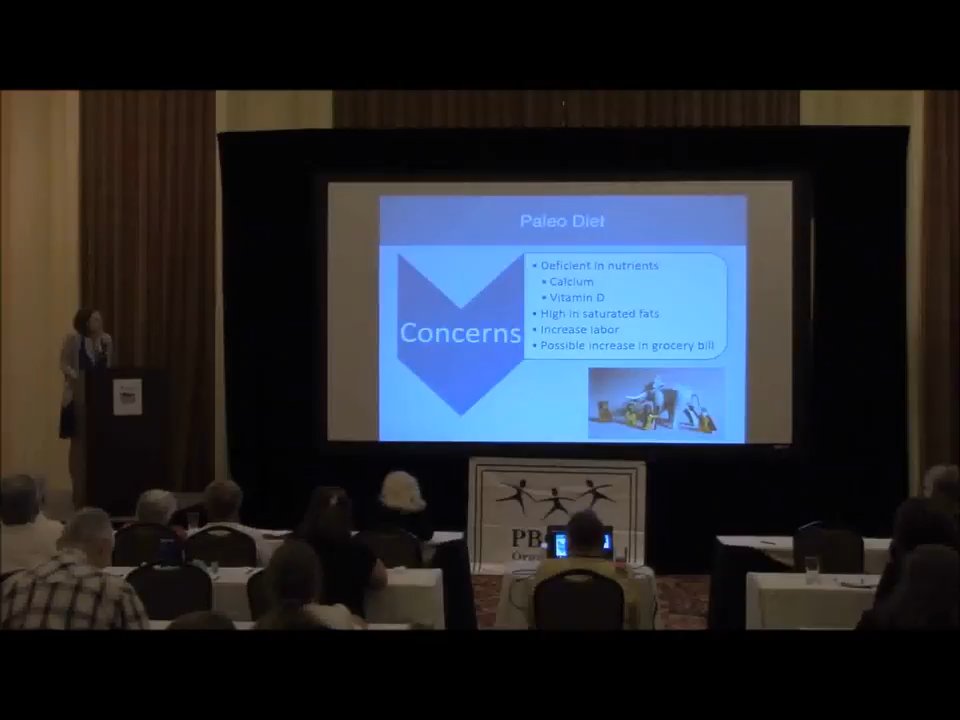 Paleo Diet
Concerns
• Deficient in nutrients
• Calcium
• Vitamin D
• High in saturated fats
• Increase labor
• Possible increase in grocery bill
PB